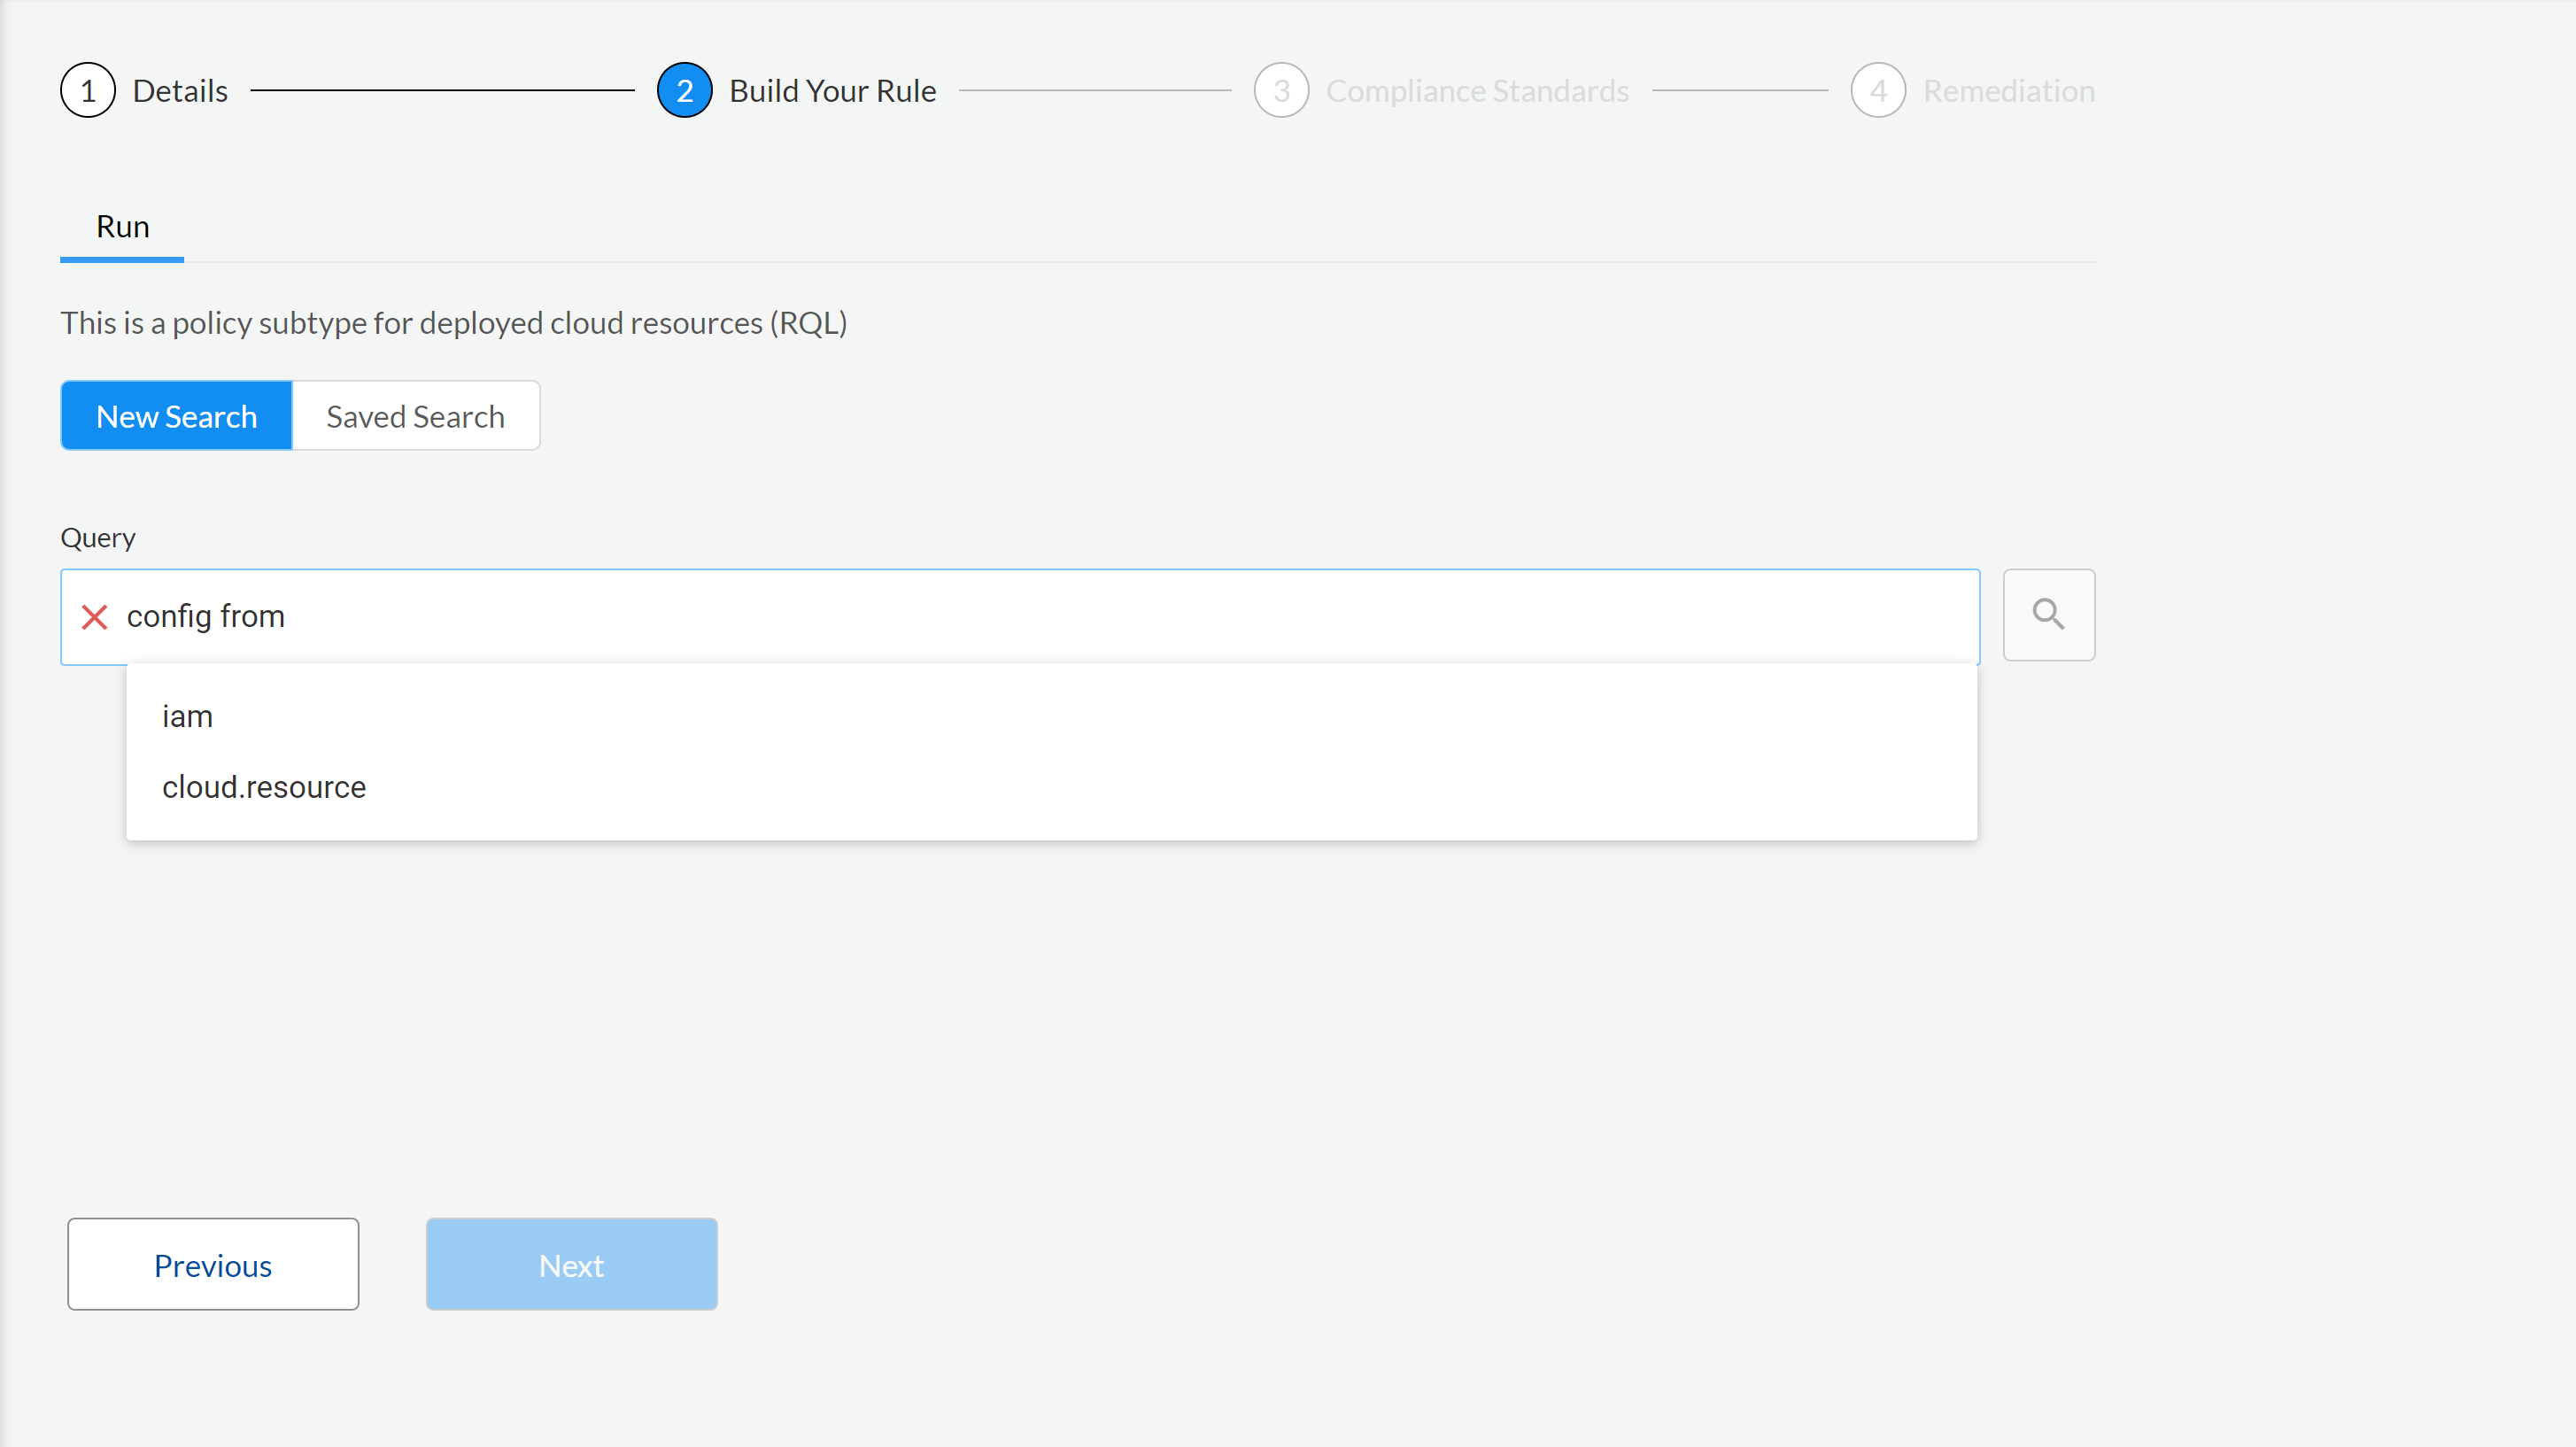 1 Details 2 Build Your Rule 3 Compliance Standards 4 Remediation
Run
This is a policy subtype for deployed cloud resources (RQL)
New Search Saved Search
Query
config from
iam
cloud.resource
Previous Next